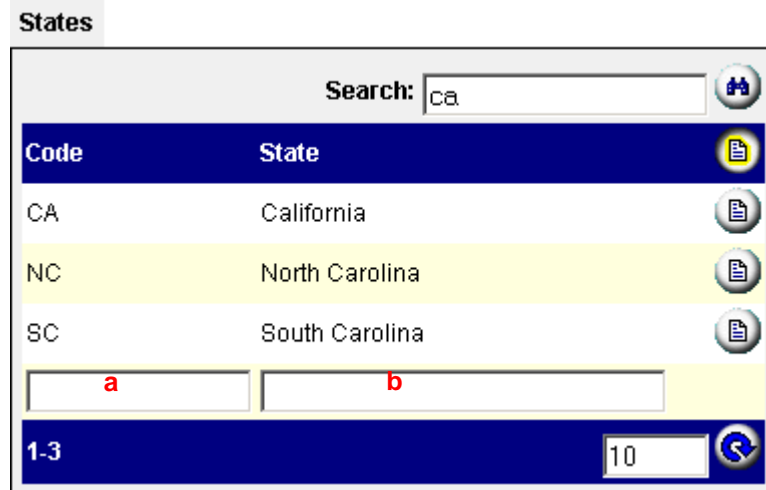 States
Search: ca
Code State
CA California
NC North Carolina
SC South Carolina
a b
1-3 10